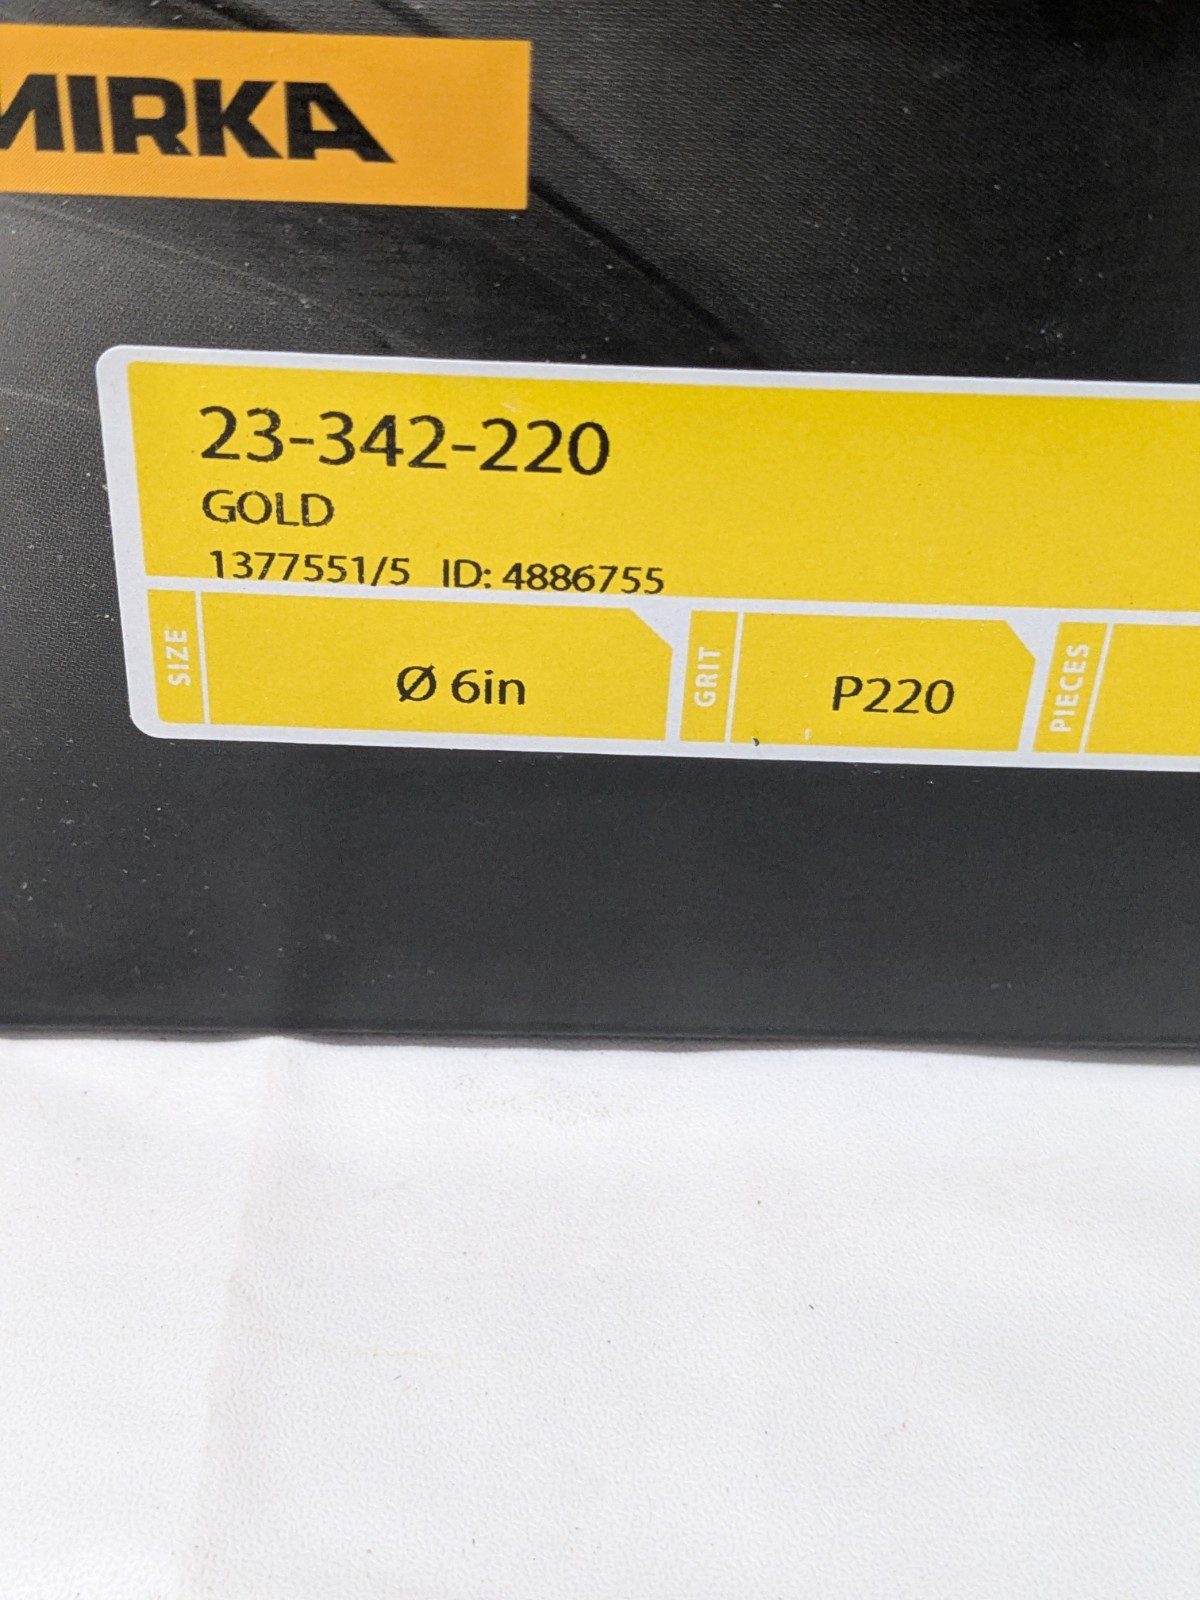 MIRKA
23-342-220
GOLD
1377551/5 ID: 4886755
SIZE
Ø 6in
GRIT
P220
PIECES